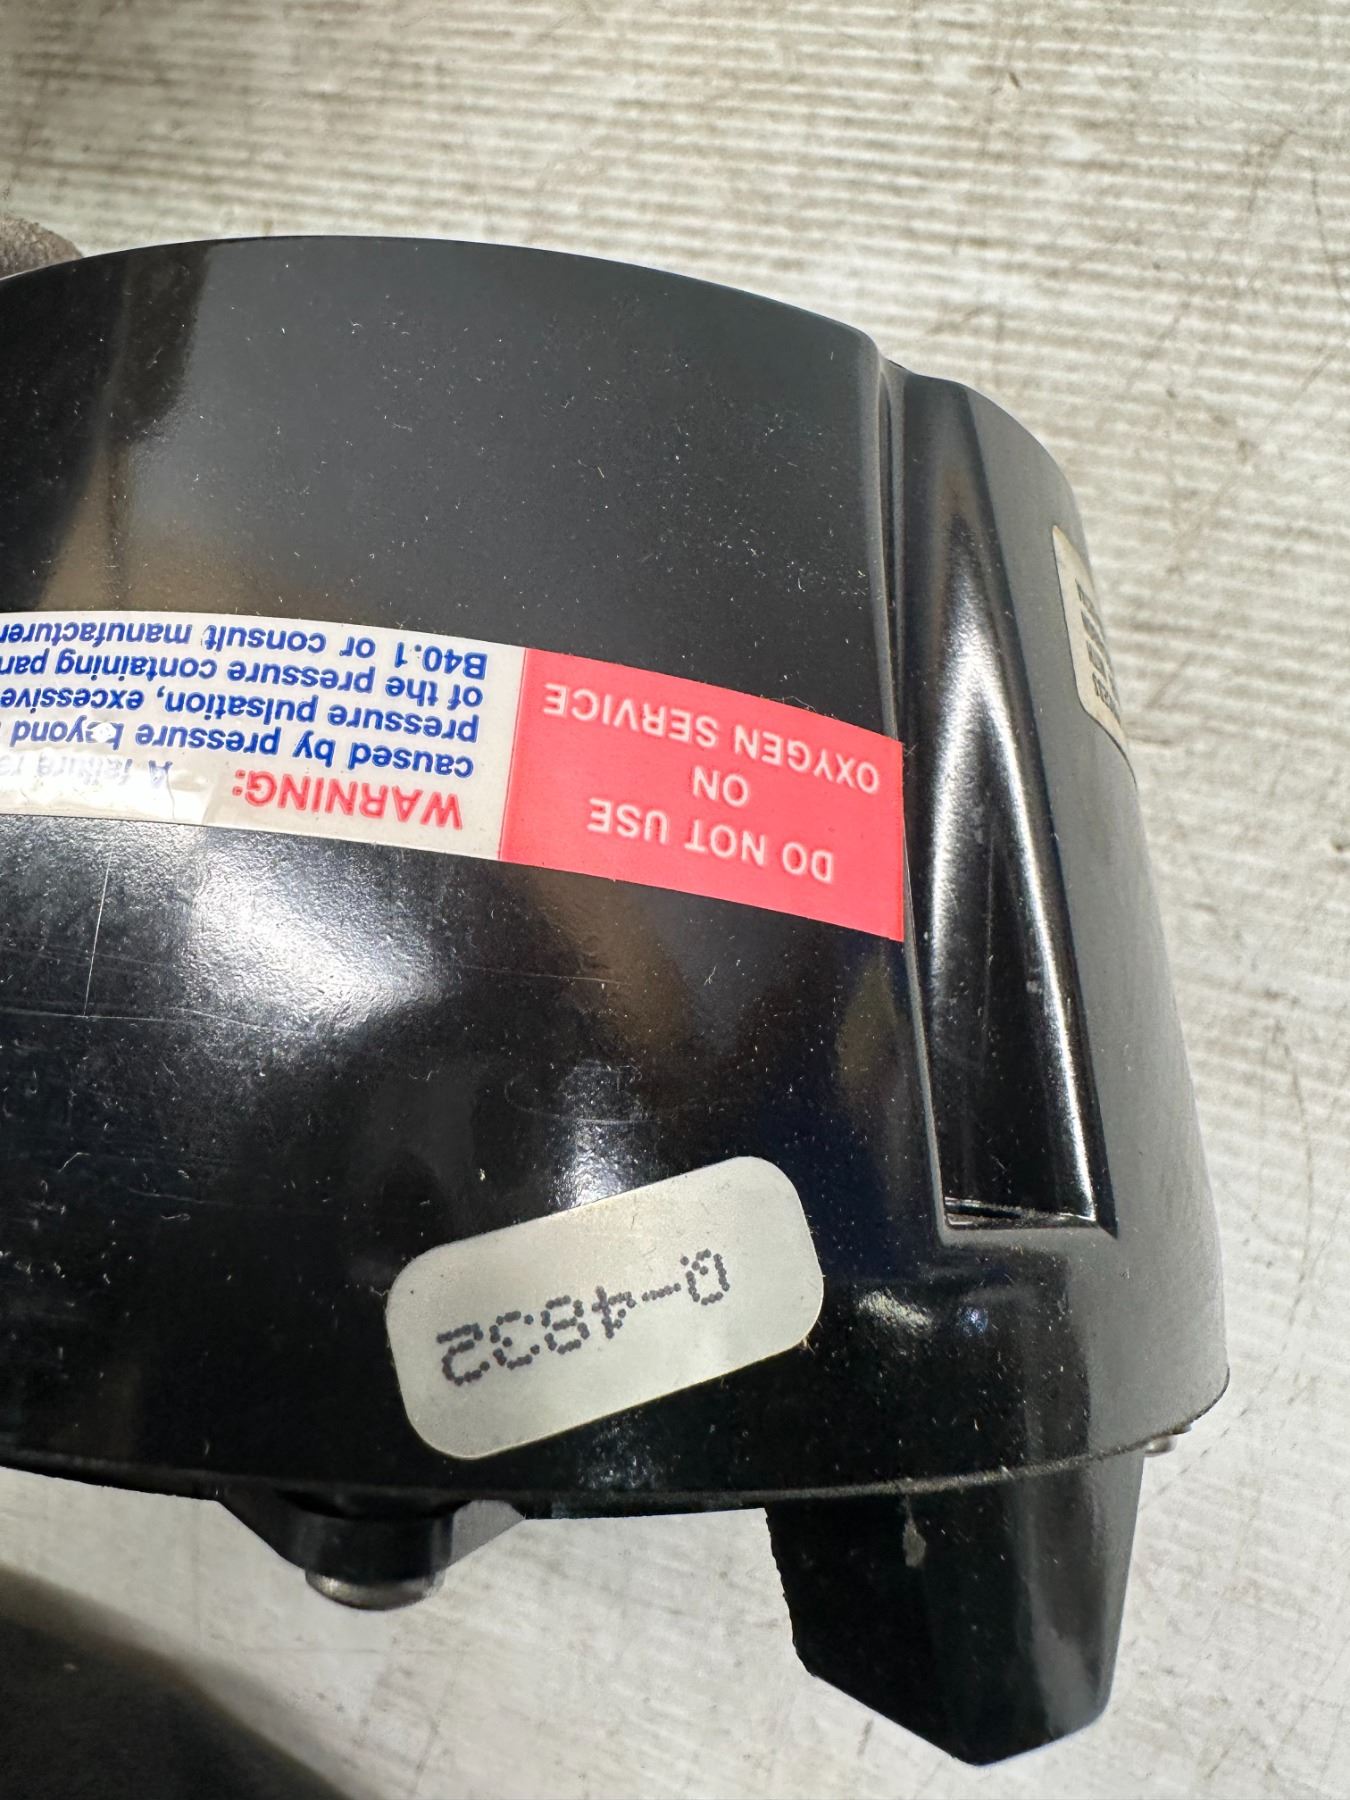 DO NOT USE
ON
OXYGEN SERVICE
WARNING: A failure
caused by pressure beyond
pressure pulsation, excessive
of the pressure containing
B40.1 or consult manufacturer
0-4832